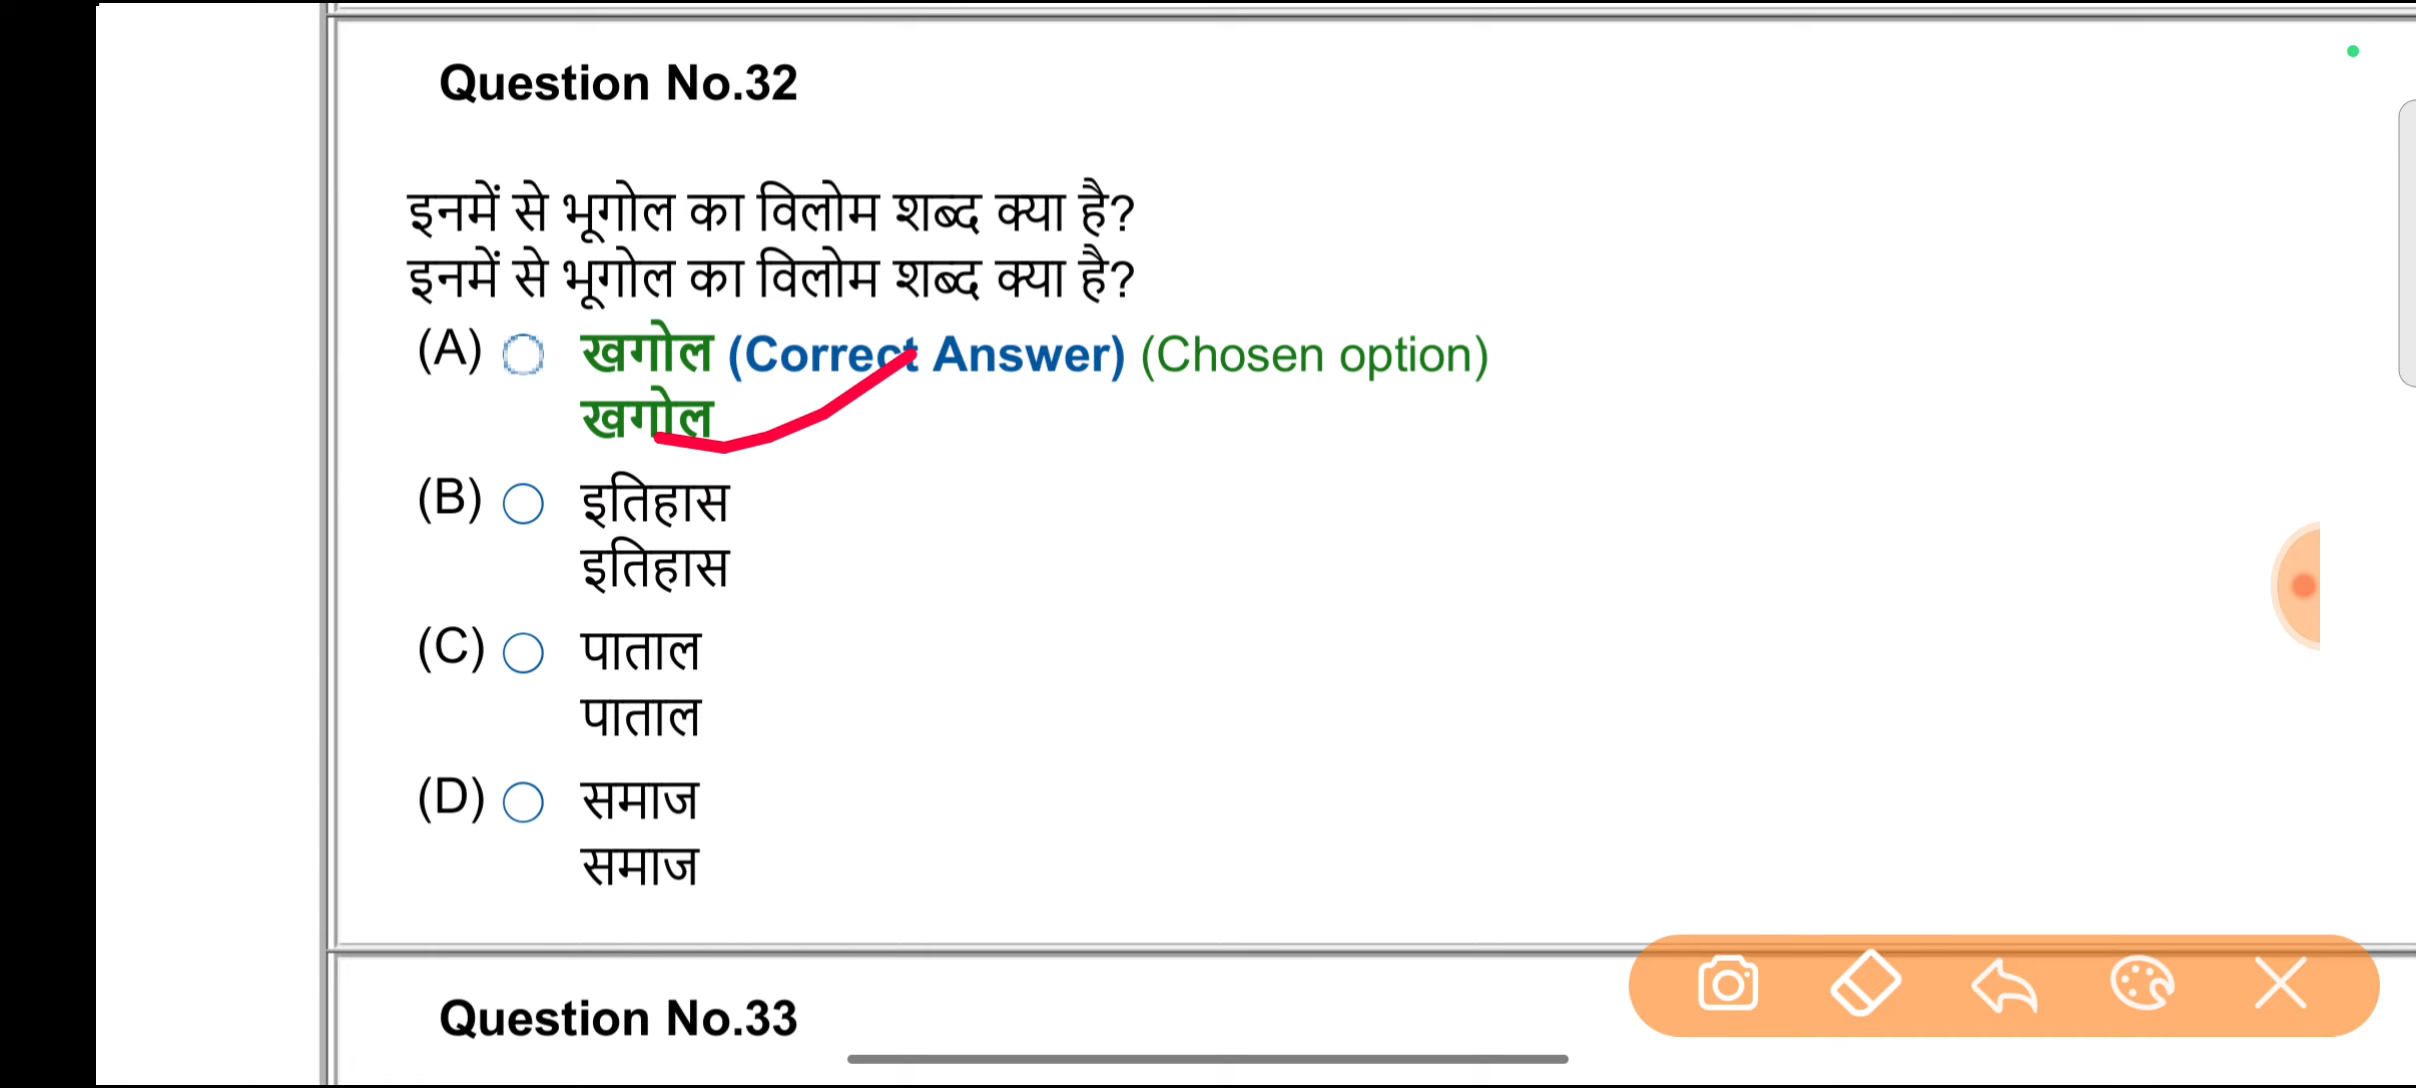 Question No.32
इनमें से भूगोल का विलोम शब्द क्या है?
इनमें से भूगोल का विलोम शब्द क्या है?
(A) खगोल (Correct Answer) (Chosen option)
खगोल
(B) इतिहास
इतिहास
(C) पाताल
पाताल
(D) समाज
समाज
Question No.33